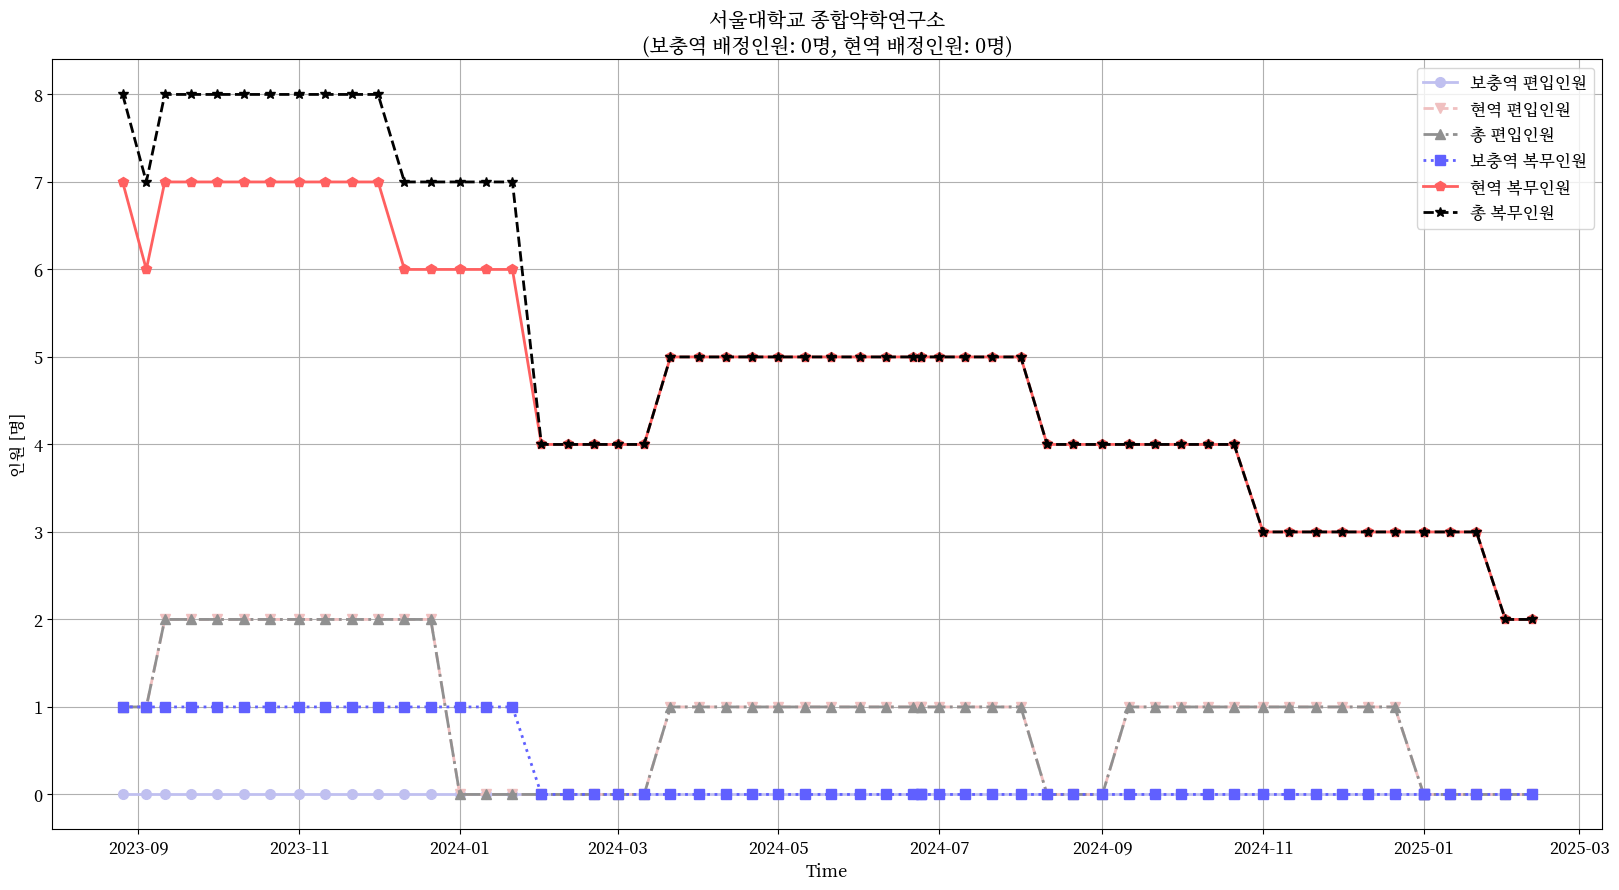 서울대학교 종합약학연구소
(보충역 배정인원: 0명, 현역 배정인원: 0명)
보충역 편입인원
현역 편입인원
총 편입인원
보충역 복무인원
현역 복무인원
총 복무인원
인원 [명]
8
7
6
5
4
3
2
1
0
2023-09
2023-11
2024-01
2024-03
2024-05
2024-07
2024-09
2024-11
2025-01
2025-03
Time